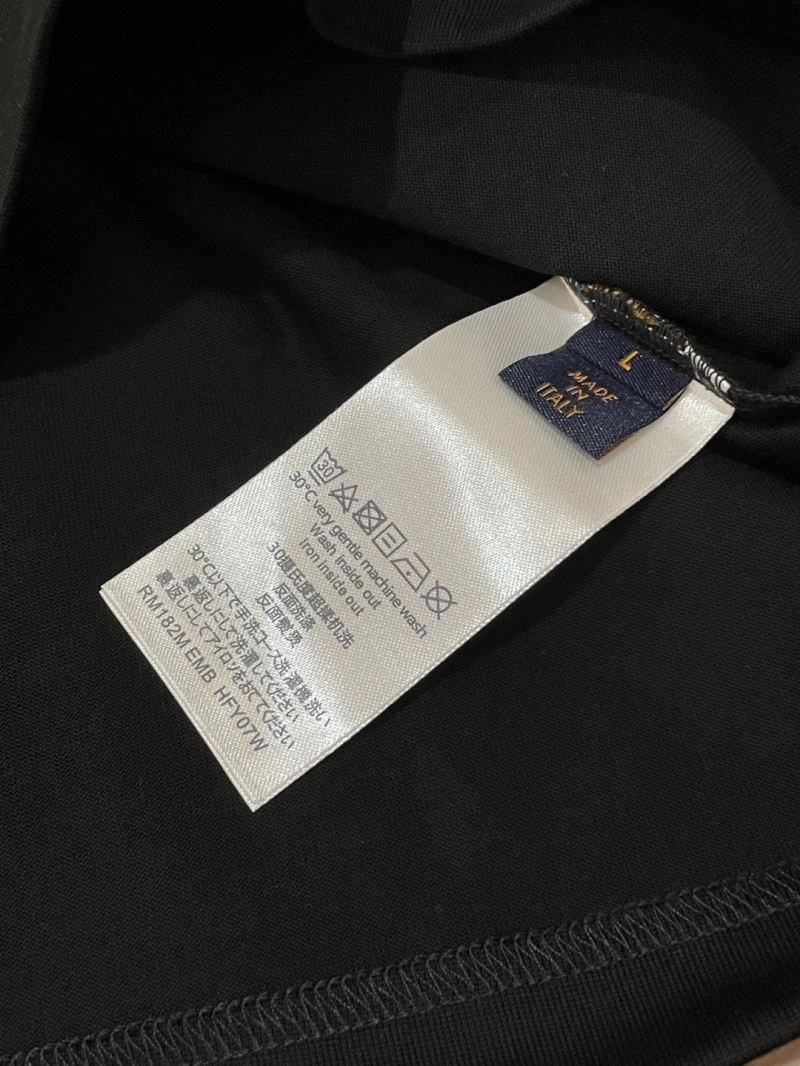 L
MADE
IN
ITALY
30
30°C very gentle machine wash
Wash inside out
Iron inside out
30摄氏度超柔机洗
反面洗涤
反面熨烫
30℃以下で手洗コース洗濯機洗い
裏返しにして洗濯してください
裏返しにしてアイロンをあててください
RM182M EMB HFY07W